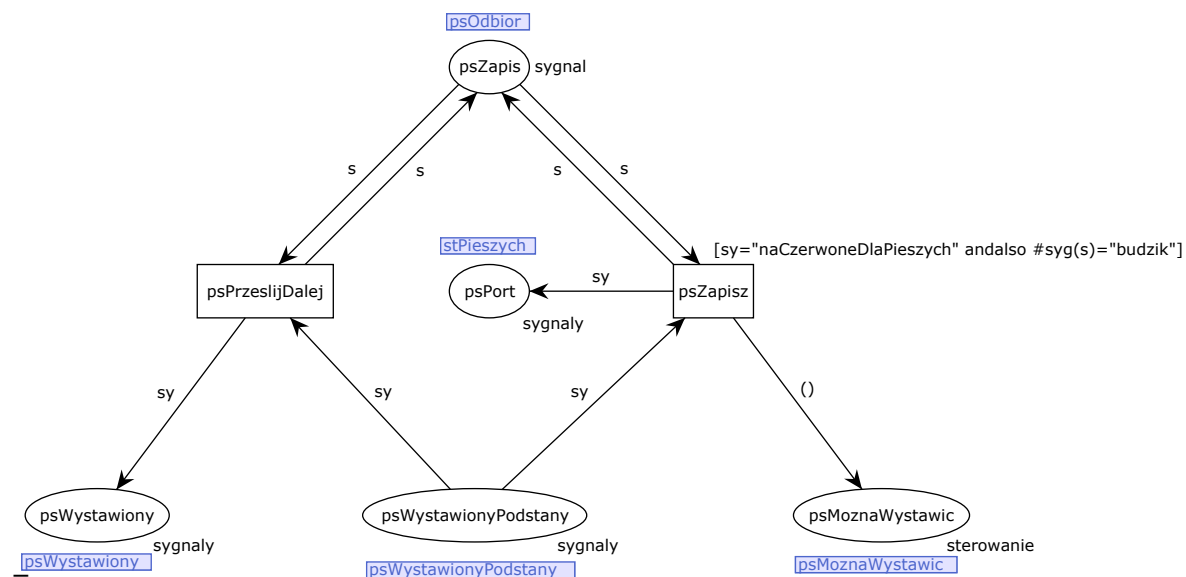 psOdbior
psZapis sygnal
s s s s
[sy="naCzerwoneDlaPieszych" andalso #syg(s)="budzik"]
stPieszych
psPrzeslijDalej psPort sy psZapisz
sygnaly
sy sy sy ()
psWystawiony psWystawionyPodstany psMoznaWystawic
sygnaly sygnaly sterowanie
psWystawiony psWystawionyPodstany psMoznaWystawic